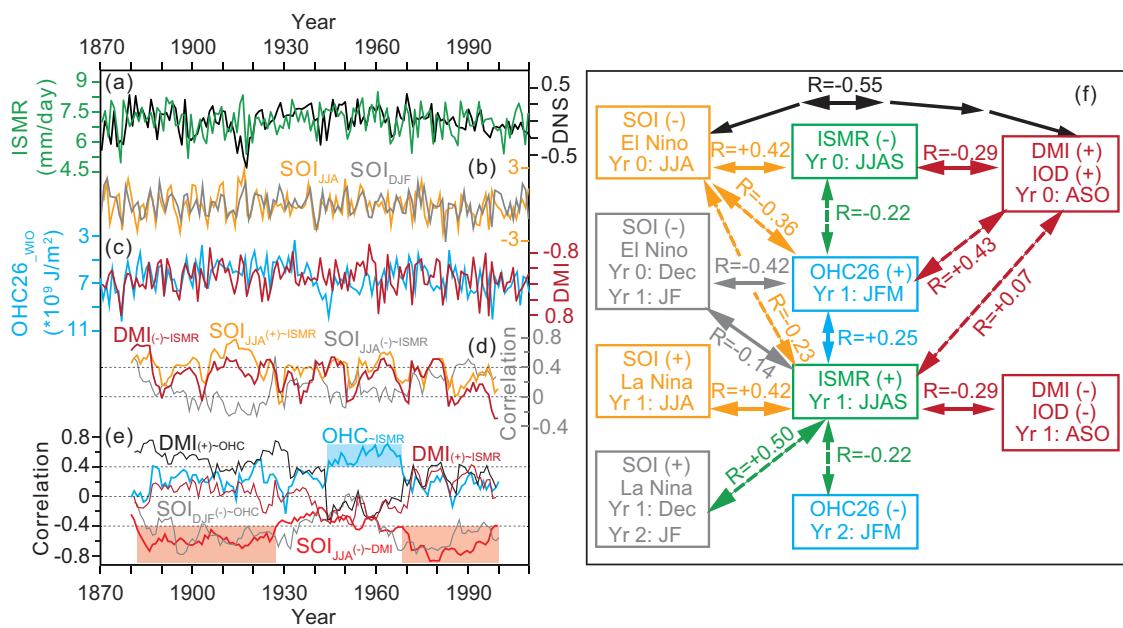 Year
1870 1900 1930 1960 1990
(a)
ISMR
(mm/day)
9
7.5
6
4.5
0.5
-0.5
DNS
(b)
SOI_JJA SOI_DJF
3
-3
(c)
OHC26_WIO
(*10^9 J/m^2)
3
7
11
-0.8
0.8
DMI
(d)
DMI(-)~ISMR
SOI_JJA(+)~ISMR
SOI_JJA(-)~ISMR
0.8
0.4
0
-0.4
Correlation
(e)
DMI(+)~OHC
OHC~ISMR
DMI(+)~ISMR
SOI_DJF(-)~OHC
SOI_JJA(-)~DMI
0.8
0.4
0
-0.4
-0.8
Correlation
1870 1900 1930 1960 1990
Year
(f)
R=-0.55
SOI (-)
El Nino
Yr 0: JJA
R=+0.42
ISMR (-)
Yr 0: JJAS
R=-0.29
DMI (+)
IOD (+)
Yr 0: ASO
R=-0.36
R=-0.22
R=+0.43
R=+0.07
SOI (-)
El Nino
Yr 0: Dec
Yr 1: JF
R=-0.42
OHC26 (+)
Yr 1: JFM
R=-0.23
R=-0.14
R=+0.25
SOI (+)
La Nina
Yr 1: JJA
R=+0.42
ISMR (+)
Yr 1: JJAS
R=-0.29
DMI (-)
IOD (-)
Yr 1: ASO
R=+0.50
R=-0.22
SOI (+)
La Nina
Yr 1: Dec
Yr 2: JF
OHC26 (-)
Yr 2: JFM